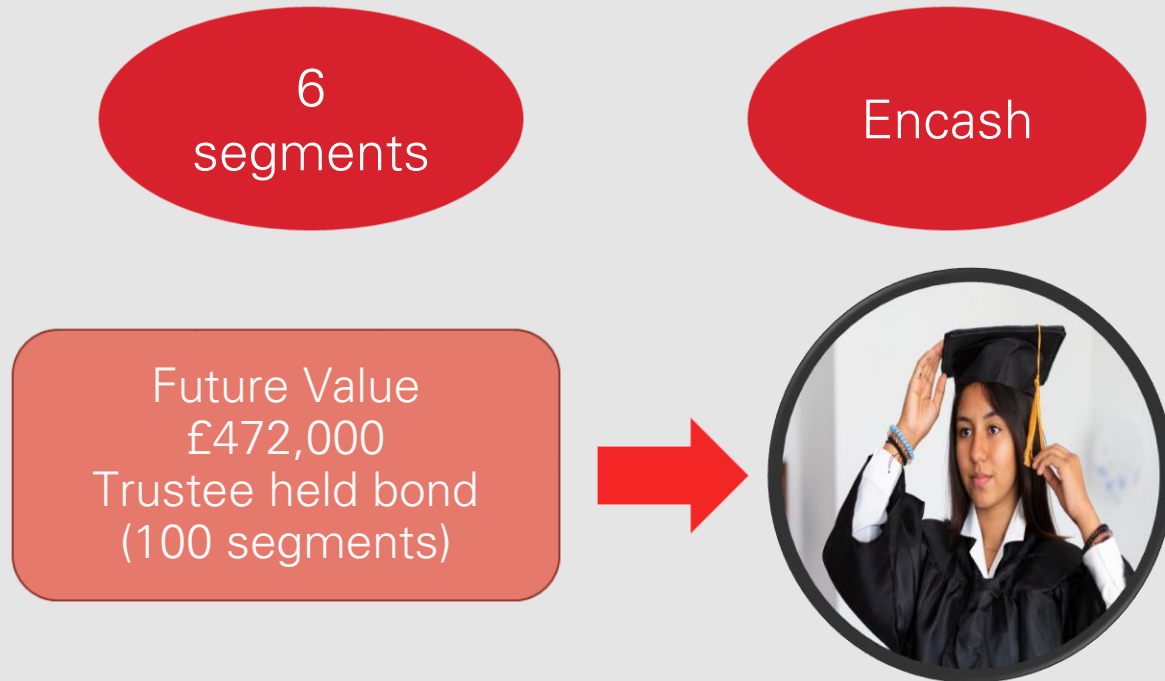 6
segments
Encash
Future Value
£472,000
Trustee held bond
(100 segments)